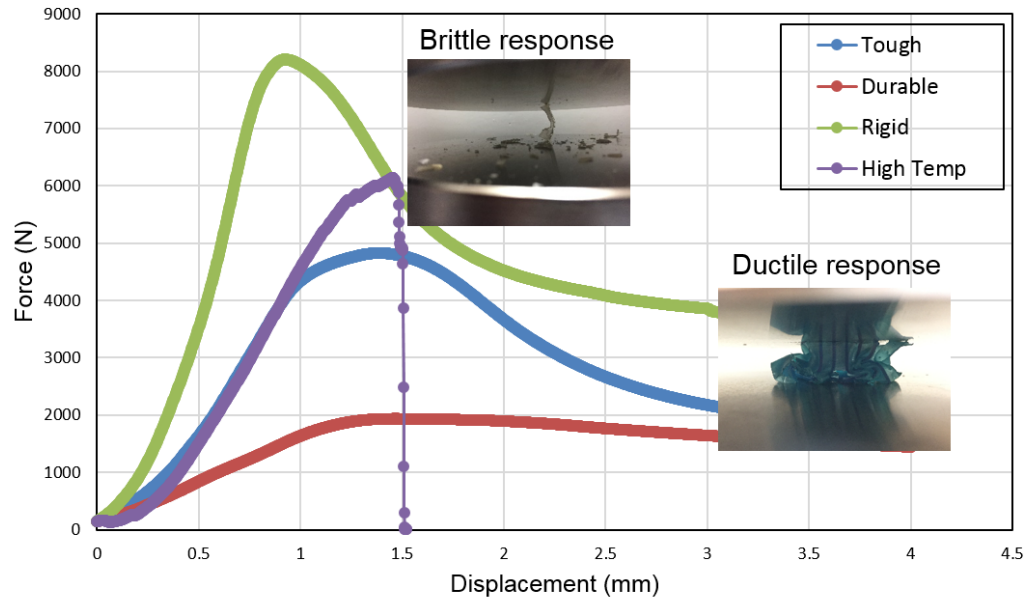 9000
8000
7000
6000
5000
4000
3000
2000
1000
0
Force (N)
Brittle response
Tough
Durable
Rigid
High Temp
Ductile response
0
0.5
1
1.5
2
2.5
3
3.5
4
4.5
Displacement (mm)